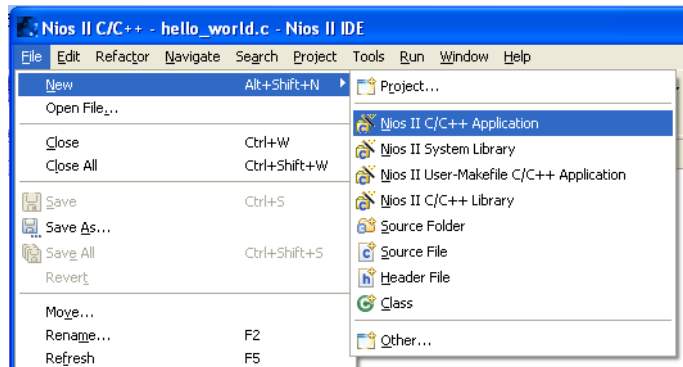 Nios II C/C++ - hello_world.c - Nios II IDE
File Edit Refactor Navigate Search Project Tools Run Window Help
New Alt+Shift+N
Open File...
Close Ctrl+W
Close All Ctrl+Shift+W
Save Ctrl+S
Save As...
Save All Ctrl+Shift+S
Revert
Move...
Rename... F2
Refresh F5
Project...
Nios II C/C++ Application
Nios II System Library
Nios II User-Makefile C/C++ Application
Nios II C/C++ Library
Source Folder
Source File
Header File
Class
Other...